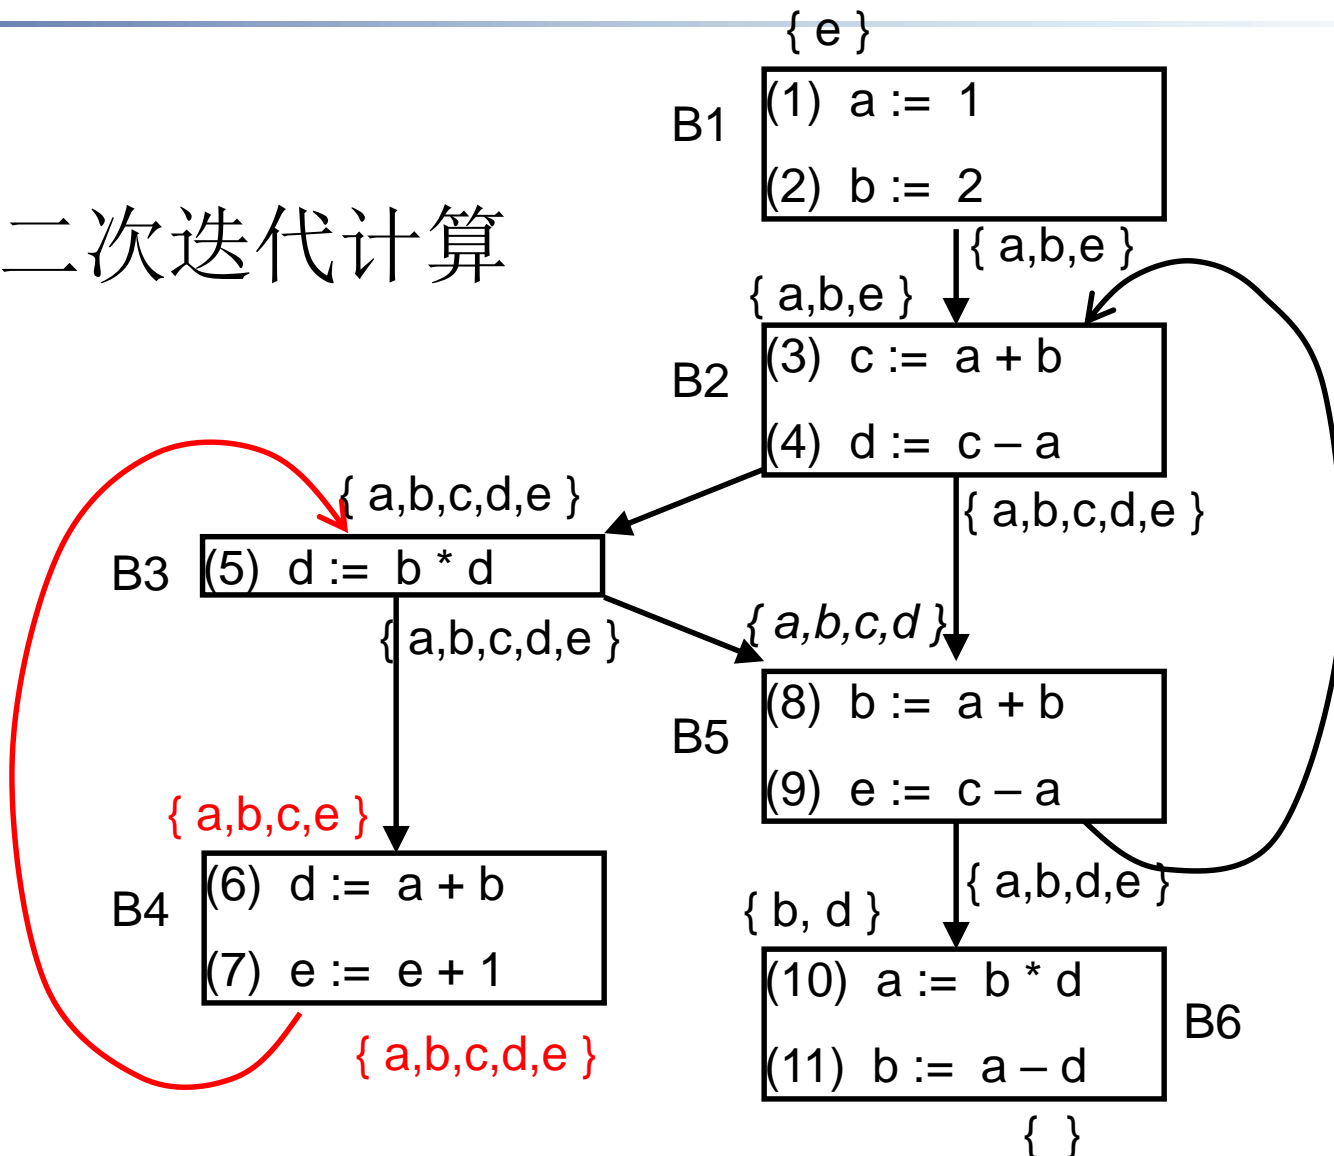 { e }
B1
(1) a := 1
(2) b := 2
二次迭代计算
{ a,b,e }
{ a,b,e }
B2
(3) c := a + b
(4) d := c – a
{ a,b,c,d,e }
{ a,b,c,d,e }
B3
(5) d := b * d
{ a,b,c,d,e }
{ a,b,c,d }
B5
(8) b := a + b
(9) e := c – a
{ a,b,c,e }
B4
(6) d := a + b
(7) e := e + 1
{ a,b,c,d,e }
{ a,b,d,e }
{ b, d }
(10) a := b * d
(11) b := a – d
B6
{ }